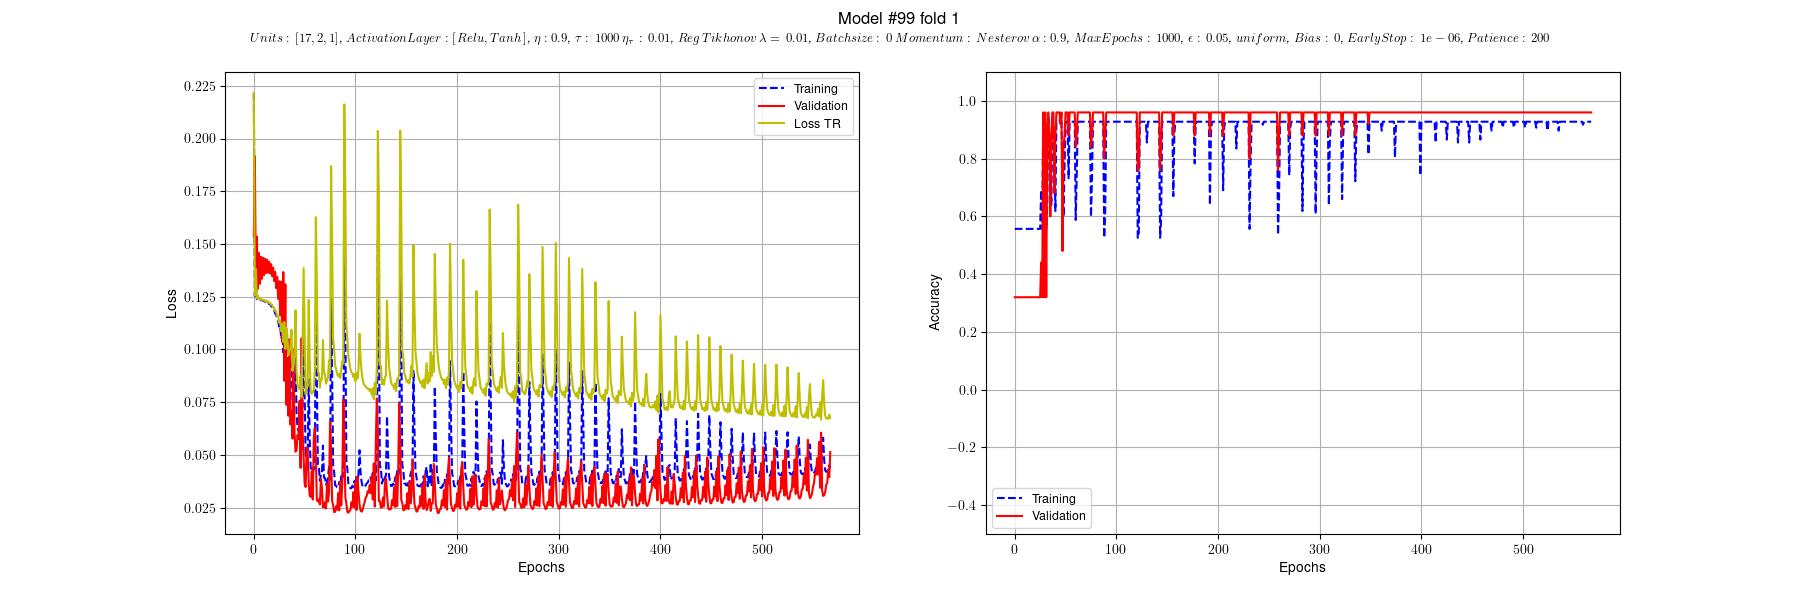 Model #99 fold 1
Units : [17, 2, 1], ActivationLayer : [Relu, Tanh], η : 0.9, τ : 1000 ητ : 0.01, Reg Tikhonov λ = 0.01, Batchsize : 0 Momentum : Nesterov α : 0.9, MaxEpochs : 1000, ϵ : 0.05, uniform, Bias : 0, EarlyStop : 1e − 06, Patience : 200
0.225
0.200
0.175
0.150
0.125
0.100
0.075
0.050
0.025
Loss
0 100 200 300 400 500
Epochs
Training
Validation
Loss TR
1.0
0.8
0.6
0.4
0.2
0.0
−0.2
−0.4
Accuracy
0 100 200 300 400 500
Epochs
Training
Validation